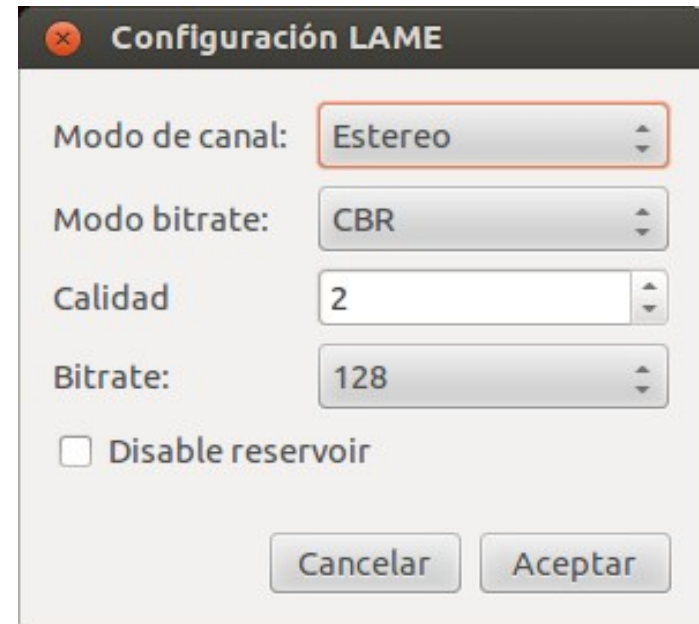 Configuración LAME
Modo de canal: Estereo
Modo bitrate: CBR
Calidad 2
Bitrate: 128
Disable reservoir
Cancelar Aceptar